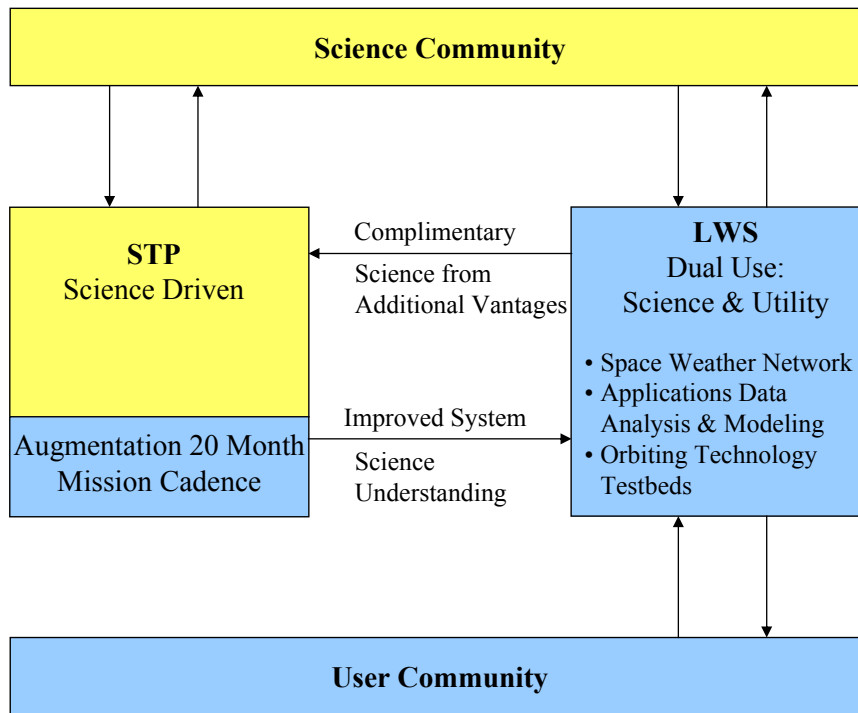 Science Community
STP
Science Driven
Augmentation 20 Month
Mission Cadence
Complimentary
Science from
Additional Vantages
Improved System
Science
Understanding
LWS
Dual Use:
Science & Utility
• Space Weather Network
• Applications Data
Analysis & Modeling
• Orbiting Technology
Testbeds
User Community